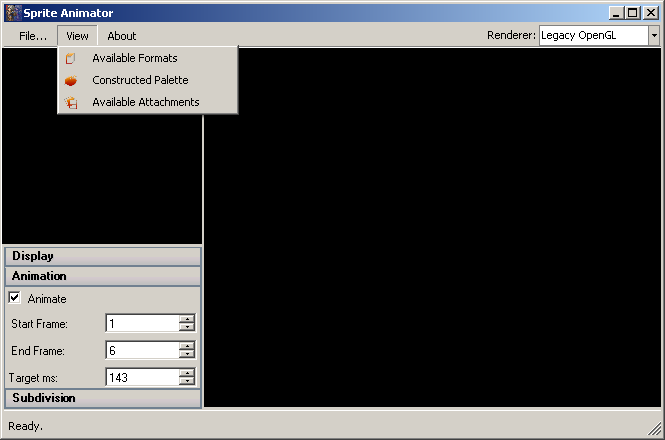 Sprite Animator
File... View About Renderer: Legacy OpenGL
Available Formats
Constructed Palette
Available Attachments
Display
Animation
Animate
Start Frame: 1
End Frame: 6
Target ms: 143
Subdivision
Ready.